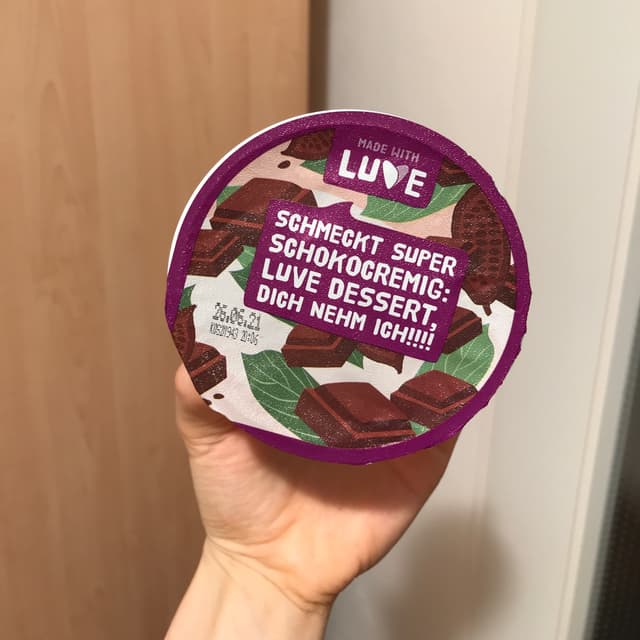 MADE WITH
LUVE
SCHMECKT SUPER
SCHOKOCREMIG:
LUVE DESSERT,
DICH NEHM ICH!!!!
26.06.21